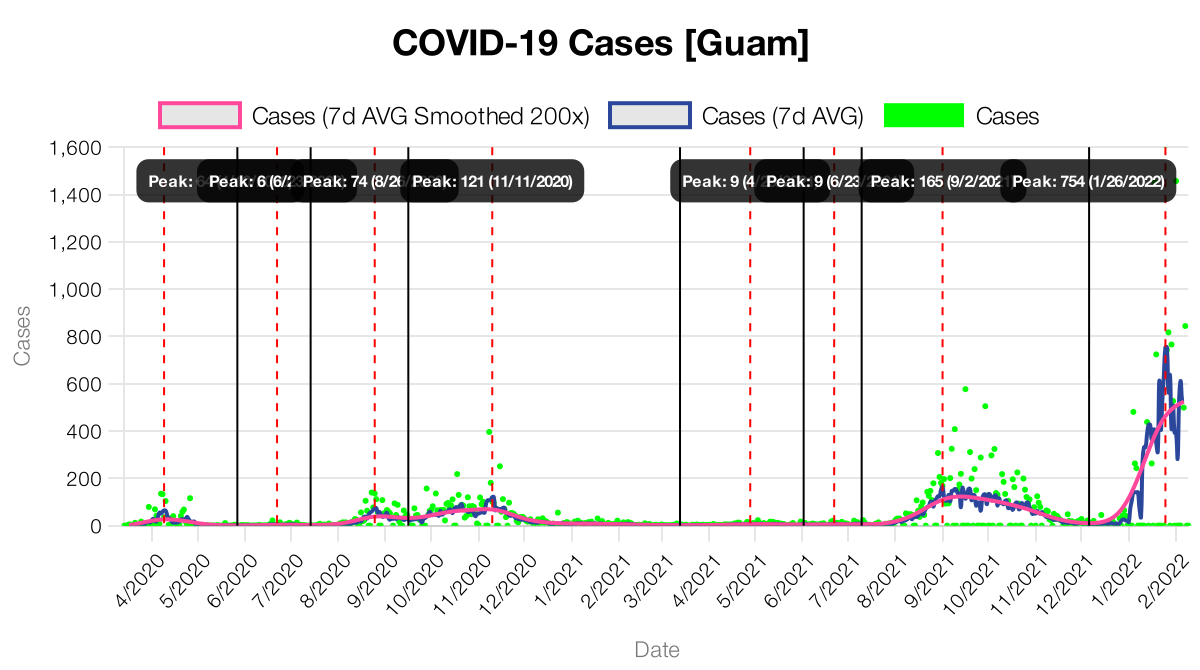 COVID-19 Cases [Guam]
Cases (7d AVG Smoothed 200x)
Cases (7d AVG)
Cases
1,600
1,400
1,200
1,000
800
600
400
200
0
Cases
Peak:
Peak: 6 (6/2
Peak: 74 (8/26
Peak: 121 (11/11/2020)
Peak: 9 (4/2
Peak: 9 (6/23
Peak: 165 (9/2/2021
Peak: 754 (1/26/2022)
4/2020
5/2020
6/2020
7/2020
8/2020
9/2020
10/2020
11/2020
12/2020
1/2021
2/2021
3/2021
4/2021
5/2021
6/2021
7/2021
8/2021
9/2021
10/2021
11/2021
12/2021
1/2022
2/2022
Date